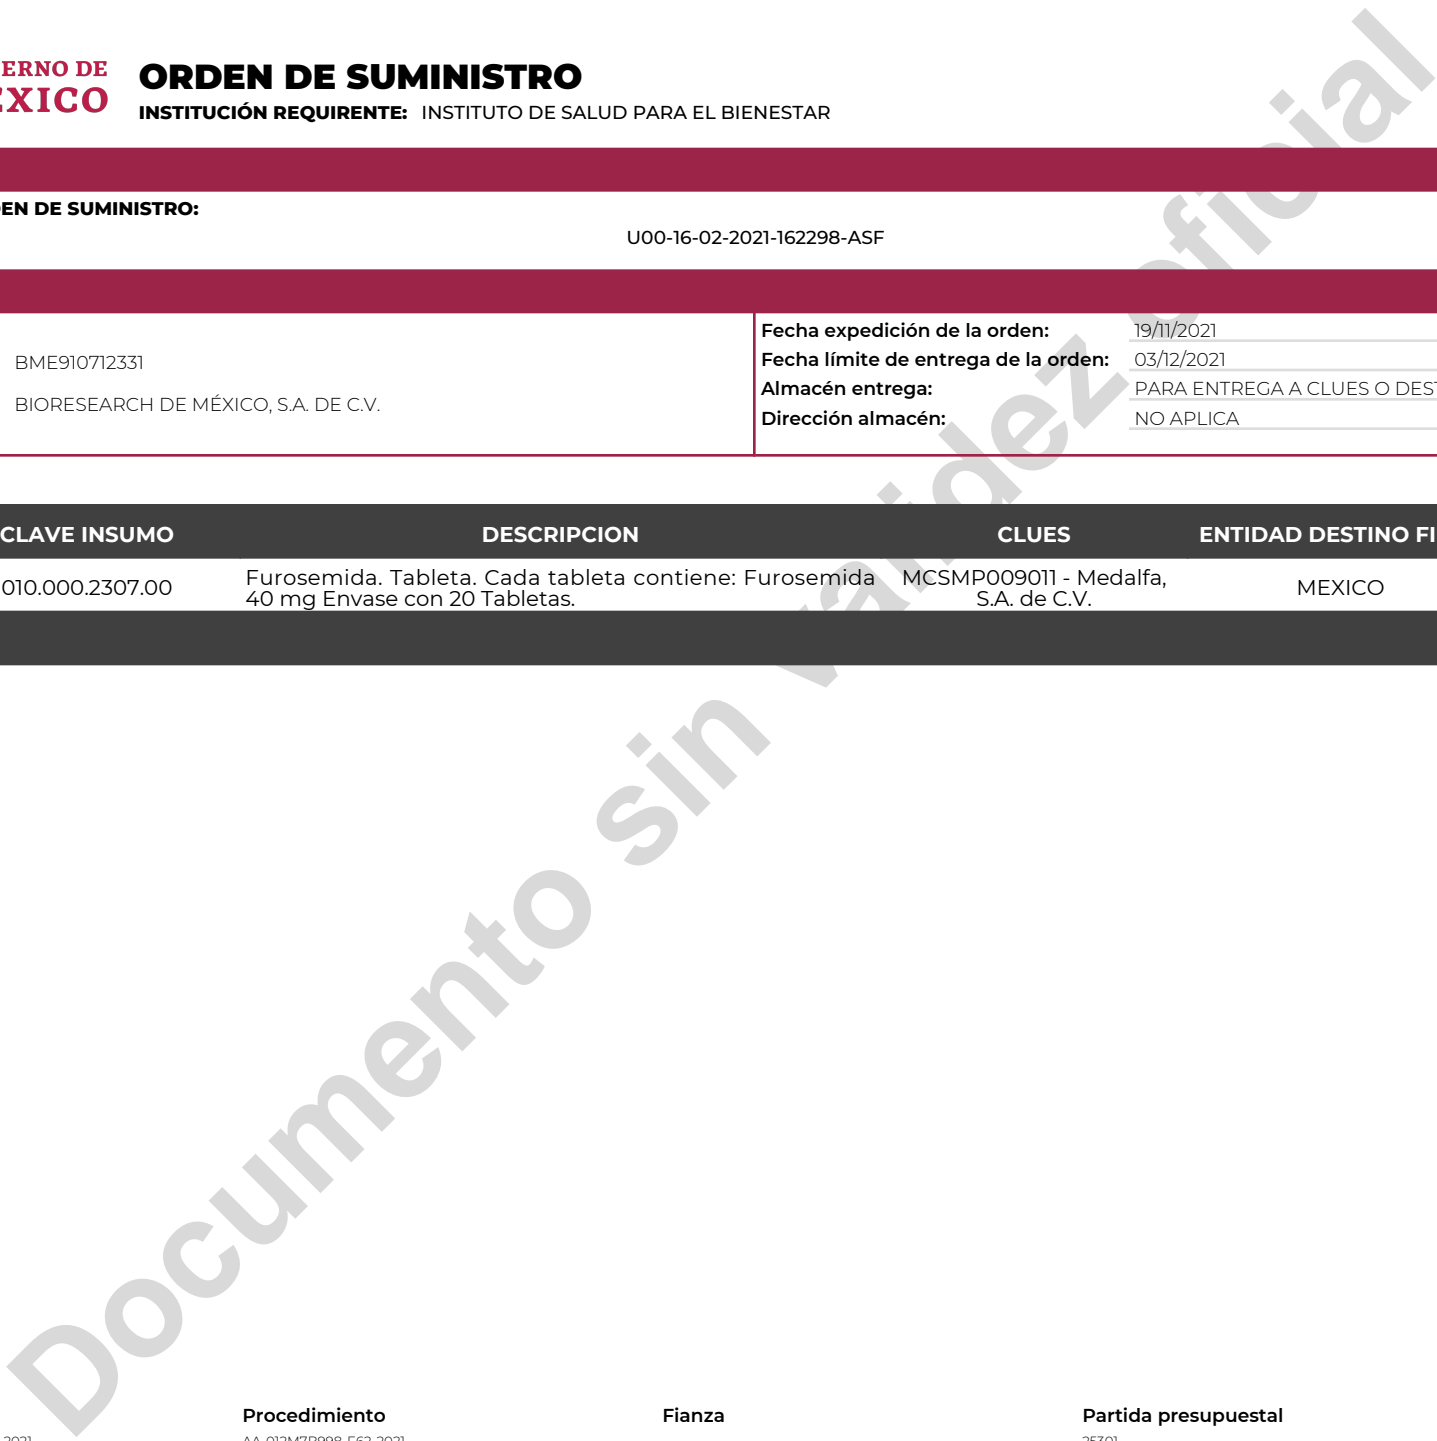 ERNO DE
EXICO
ORDEN DE SUMINISTRO
INSTITUCIÓN REQUIRENTE: INSTITUTO DE SALUD PARA EL BIENESTAR
EN DE SUMINISTRO:
U00-16-02-2021-162298-ASF
BME910712331
BIORESEARCH DE MÉXICO, S.A. DE C.V.
Fecha expedición de la orden: 19/11/2021
Fecha límite de entrega de la orden: 03/12/2021
Almacén entrega: PARA ENTREGA A CLUES O DEST
Dirección almacén: NO APLICA
CLAVE INSUMO DESCRIPCION CLUES ENTIDAD DESTINO FI
010.000.2307.00 Furosemida. Tableta. Cada tableta contiene: Furosemida 40 mg Envase con 20 Tabletas. MCSMP009011 - Medalfa, S.A. de C.V. MEXICO
Documento sin validez oficial
Procedimiento Fianza Partida presupuestal